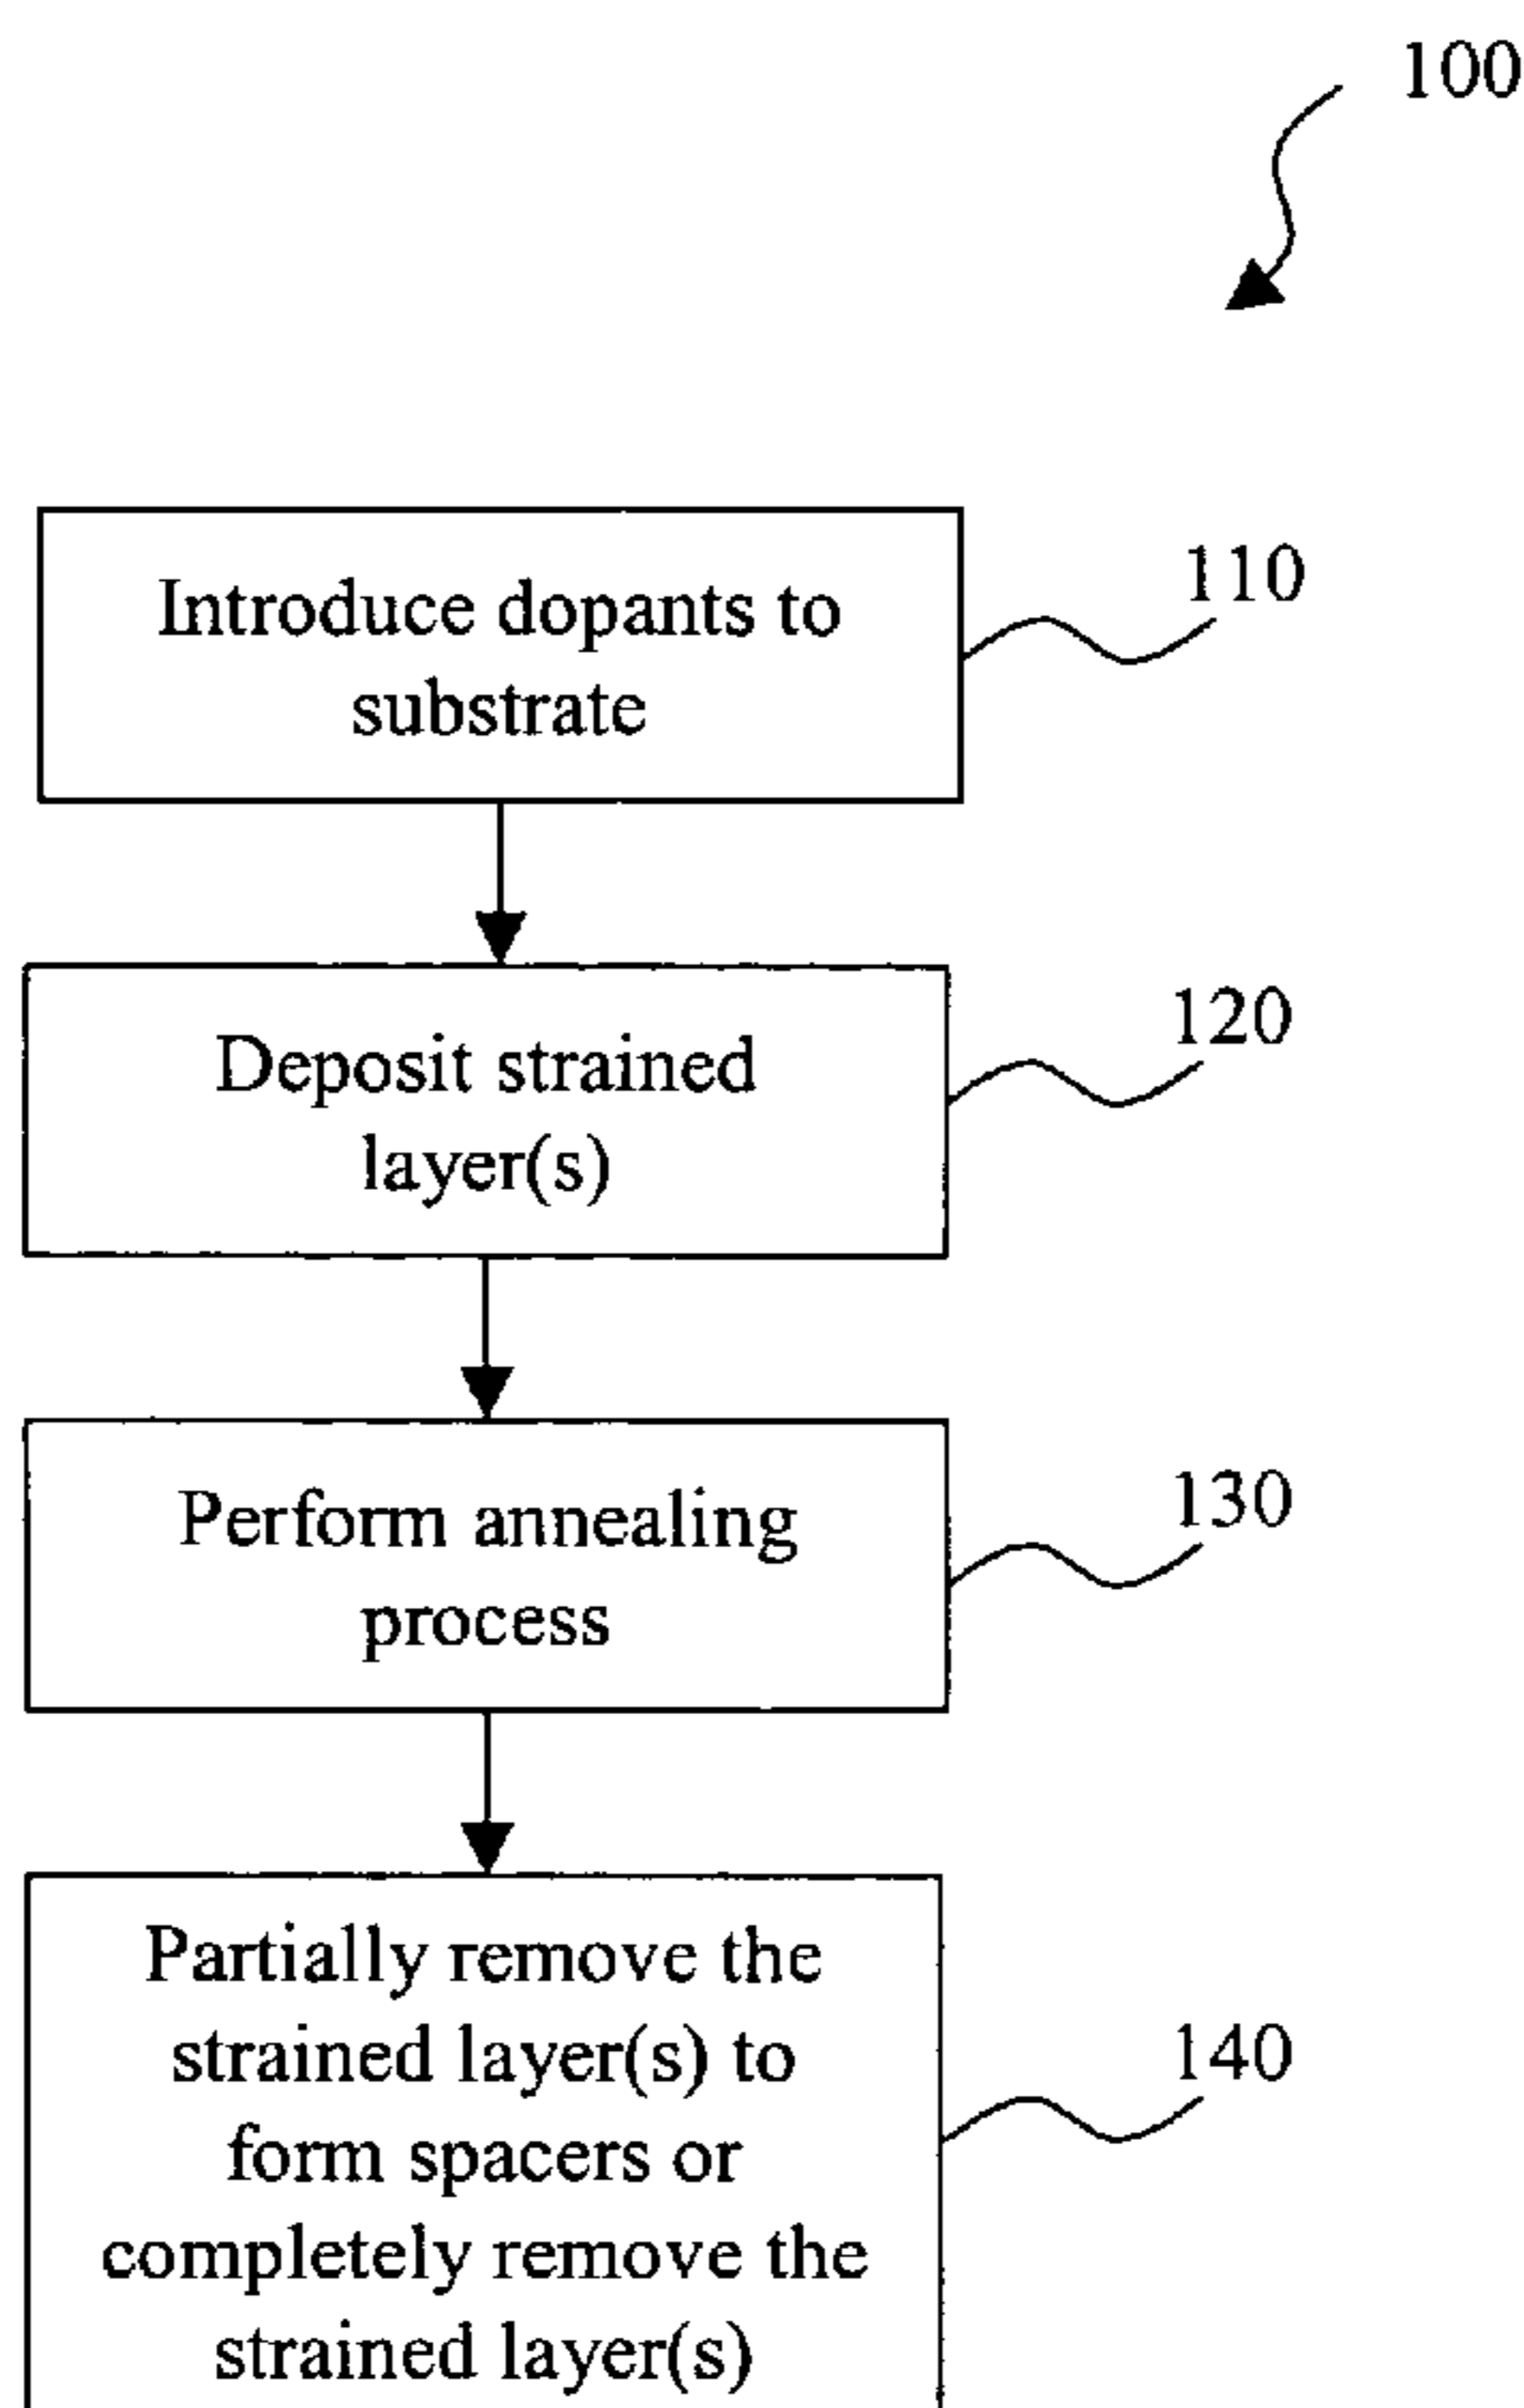 100
Introduce dopants to
substrate
110
Deposit strained
layer(s)
120
Perform annealing
process
130
Partially remove the
strained layer(s) to
form spacers or
completely remove the
strained layer(s)
140